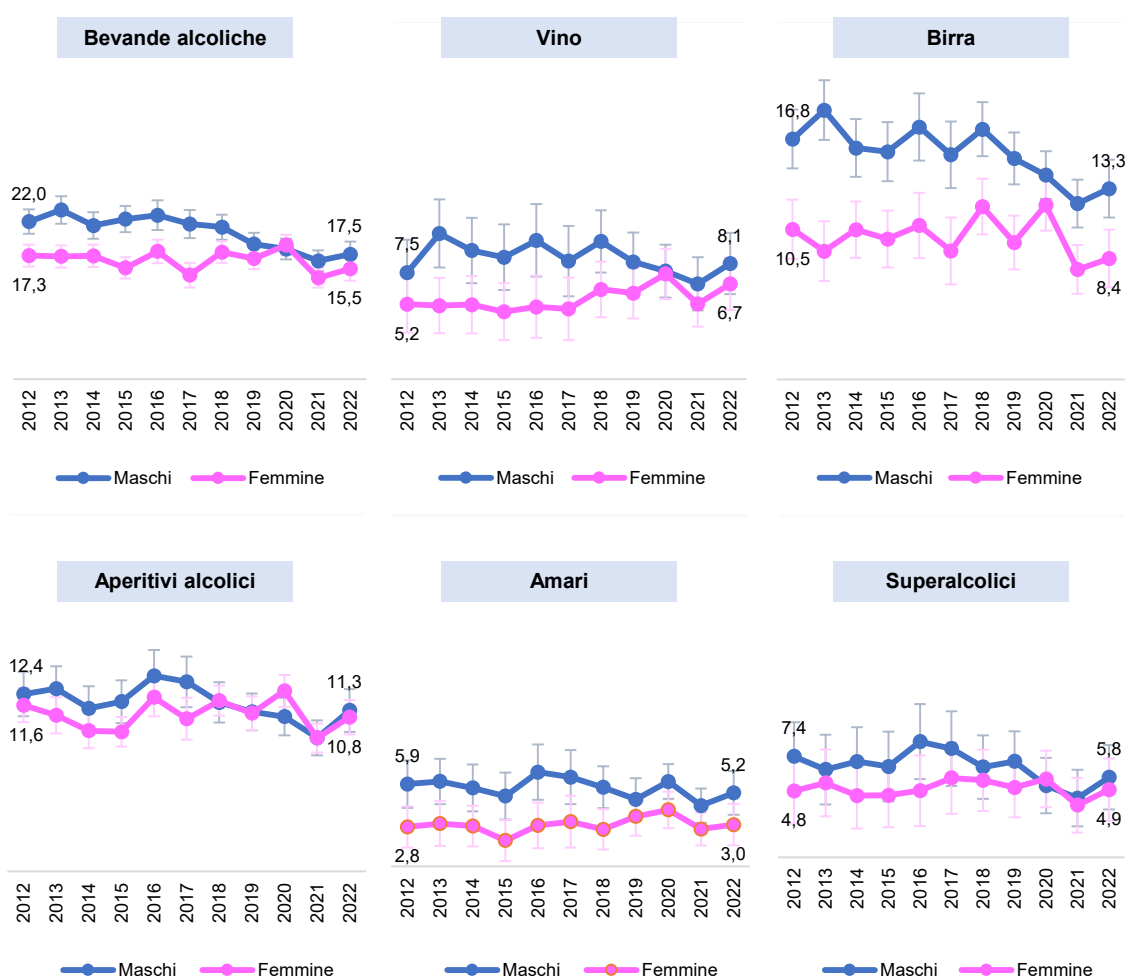 Bevande alcoliche
22,0
17,5
17,3
15,5
2012 2013 2014 2015 2016 2017 2018 2019 2020 2021 2022
Maschi Femmine
Vino
7,5
8,1
5,2
6,7
2012 2013 2014 2015 2016 2017 2018 2019 2020 2021 2022
Maschi Femmine
Birra
16,8
13,3
10,5
8,4
2012 2013 2014 2015 2016 2017 2018 2019 2020 2021 2022
Maschi Femmine
Aperitivi alcolici
12,4
11,3
11,6
10,8
2012 2013 2014 2015 2016 2017 2018 2019 2020 2021 2022
Maschi Femmine
Amari
5,9
5,2
2,8
3,0
2012 2013 2014 2015 2016 2017 2018 2019 2020 2021 2022
Maschi Femmine
Superalcolici
7,4
5,8
4,8
4,9
2012 2013 2014 2015 2016 2017 2018 2019 2020 2021 2022
Maschi Femmine